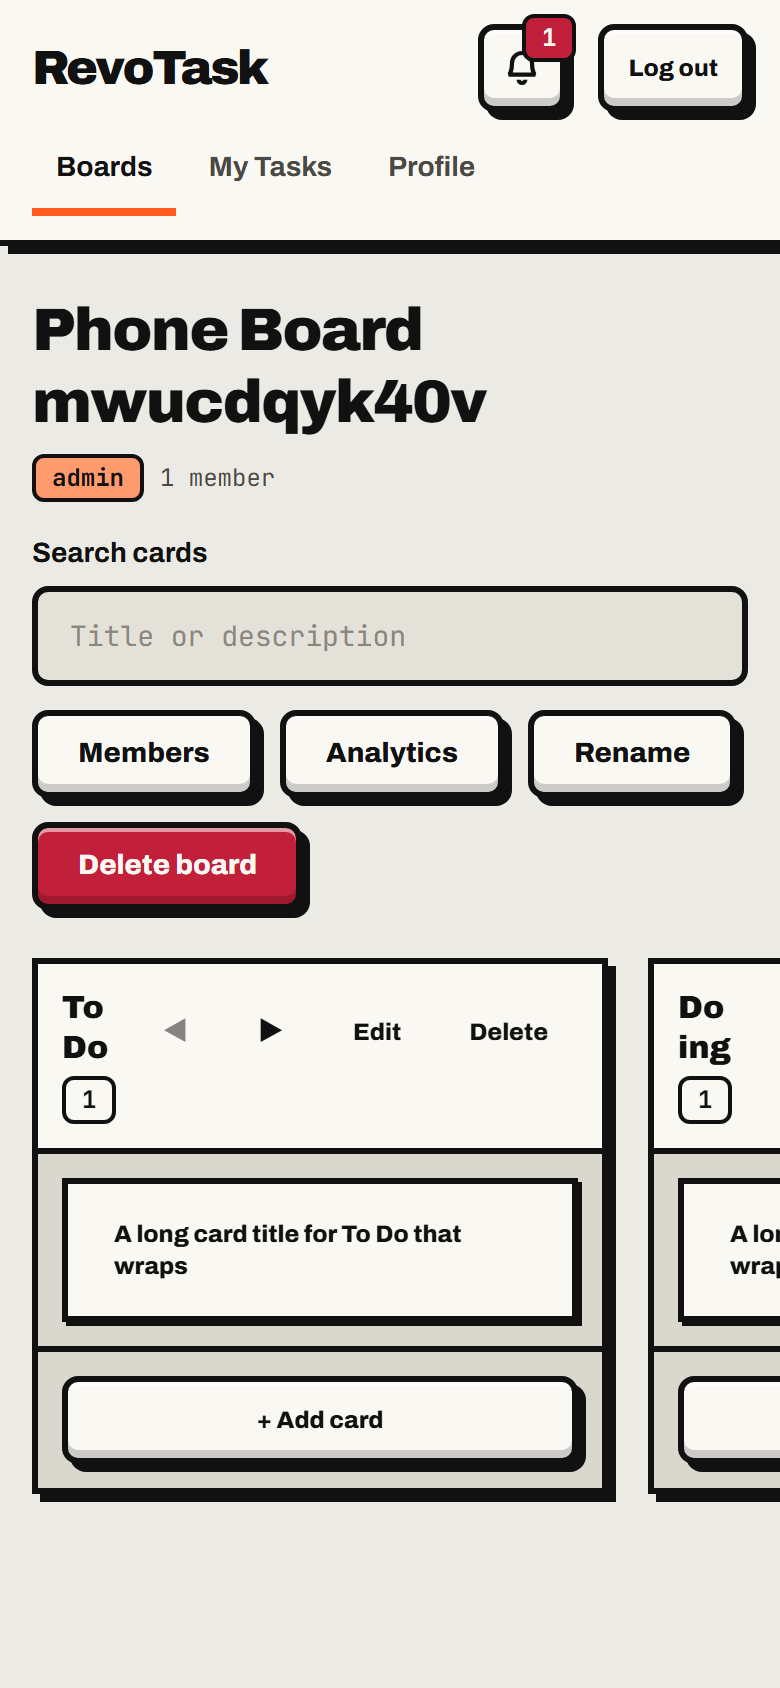 RevoTask
1
Log out
Boards
My Tasks
Profile
Phone Board
mwucdqyk40v
admin
1 member
Search cards
Title or description
Members
Analytics
Rename
Delete board
To
Do
◀
▶
Edit
Delete
1
A long card title for To Do that
wraps
+ Add card
Do
ing
1
A lo
wra